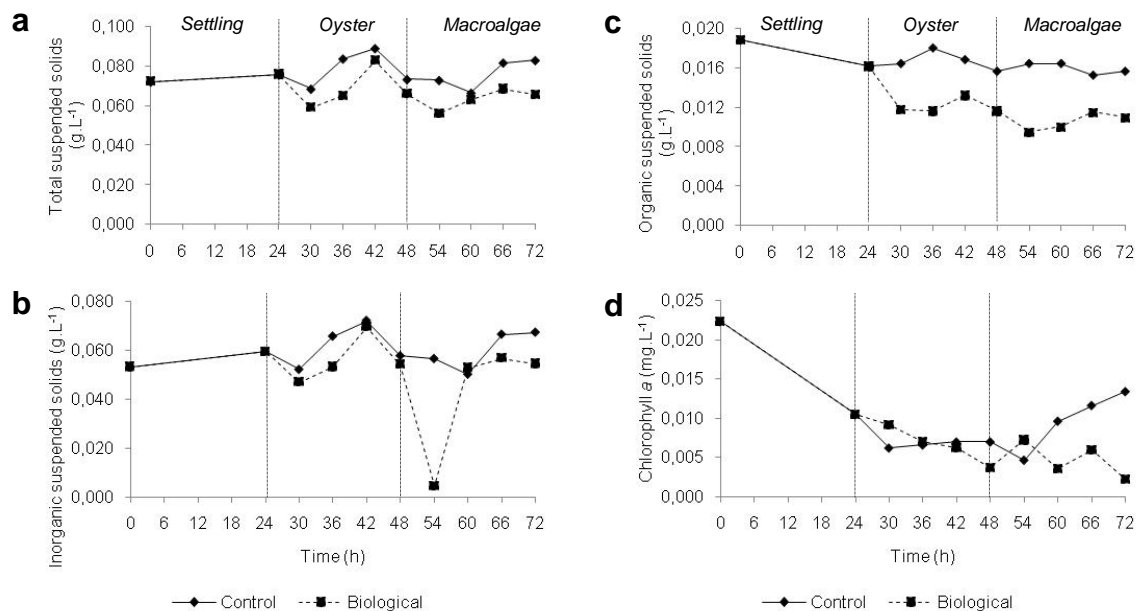 a
Settling Oyster Macroalgae
Total suspended solids
(g.L-1)
0,100
0,080
0,060
0,040
0,020
0,000
0 6 12 18 24 30 36 42 48 54 60 66 72
c
Settling Oyster Macroalgae
Organic suspended solids
(g.L-1)
0,020
0,016
0,012
0,008
0,004
0,000
0 6 12 18 24 30 36 42 48 54 60 66 72
b
Inorganic suspended solids (g.L-1)
0,080
0,060
0,040
0,020
0,000
0 6 12 18 24 30 36 42 48 54 60 66 72
Time (h)
Control Biological
d
Chlorophyll a (mg.L-1)
0,025
0,020
0,015
0,010
0,005
0,000
0 6 12 18 24 30 36 42 48 54 60 66 72
Time (h)
Control Biological